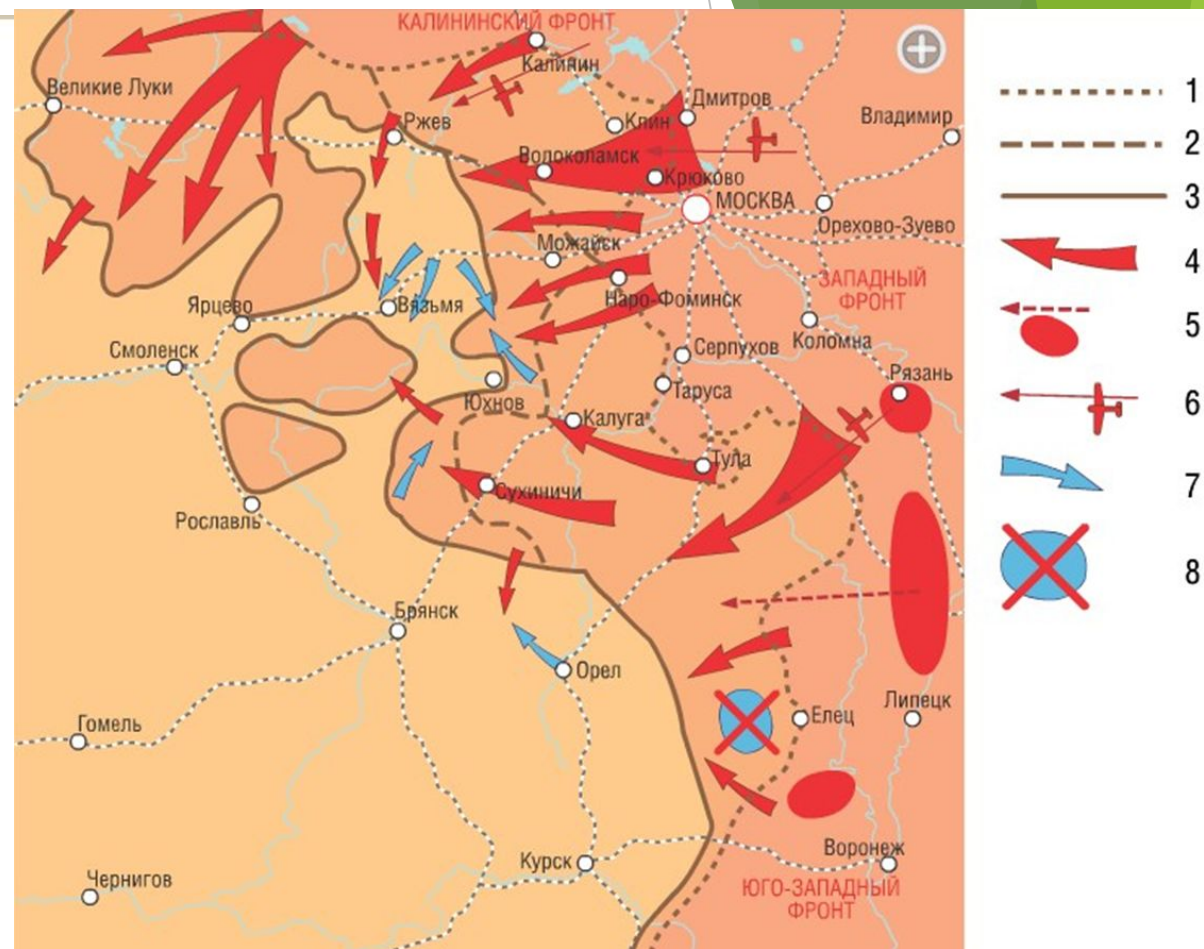 КАЛИНИНСКИЙ ФРОНТ
Калинин
Великие Луки
Дмитров
Владимир
Ржев
Клин
Волоколамск
Крюково
МОСКВА
Орехово-Зуево
Можайск
ЗАПАДНЫЙ
ФРОНТ
Наро-Фоминск
Ярцево
Вязьма
Коломна
Смоленск
Серпухов
Рязань
Юхнов
Таруса
Калуга
Тула
Сухиничи
Рославль
Брянск
Орел
Гомель
Елец
Липецк
Курск
Воронеж
Чернигов
ЮГО-ЗАПАДНЫЙ
ФРОНТ
1
2
3
4
5
6
7
8